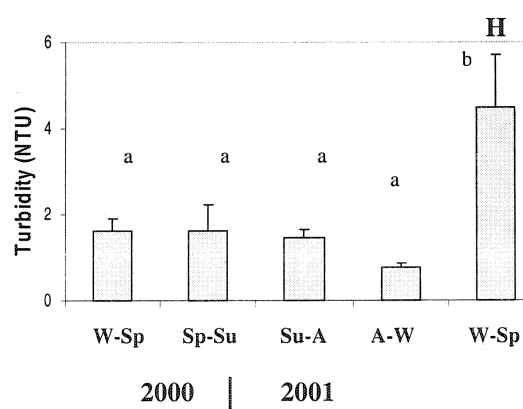 H
6
b
4
a a a
a
2
0
Turbidity (NTU)
W-Sp Sp-Su Su-A A-W W-Sp
2000 | 2001